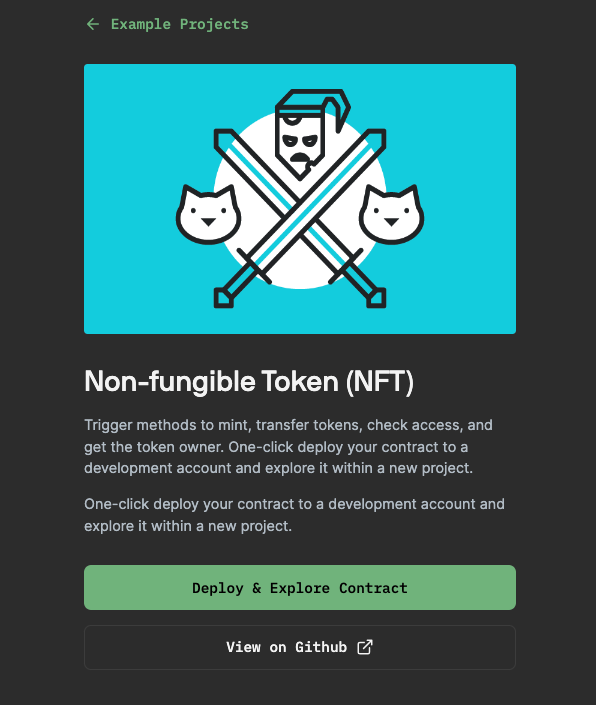 Example Projects
Non-fungible Token (NFT)
Trigger methods to mint, transfer tokens, check access, and
get the token owner. One-click deploy your contract to a
development account and explore it within a new project.
One-click deploy your contract to a development account and
explore it within a new project.
Deploy & Explore Contract
View on Github